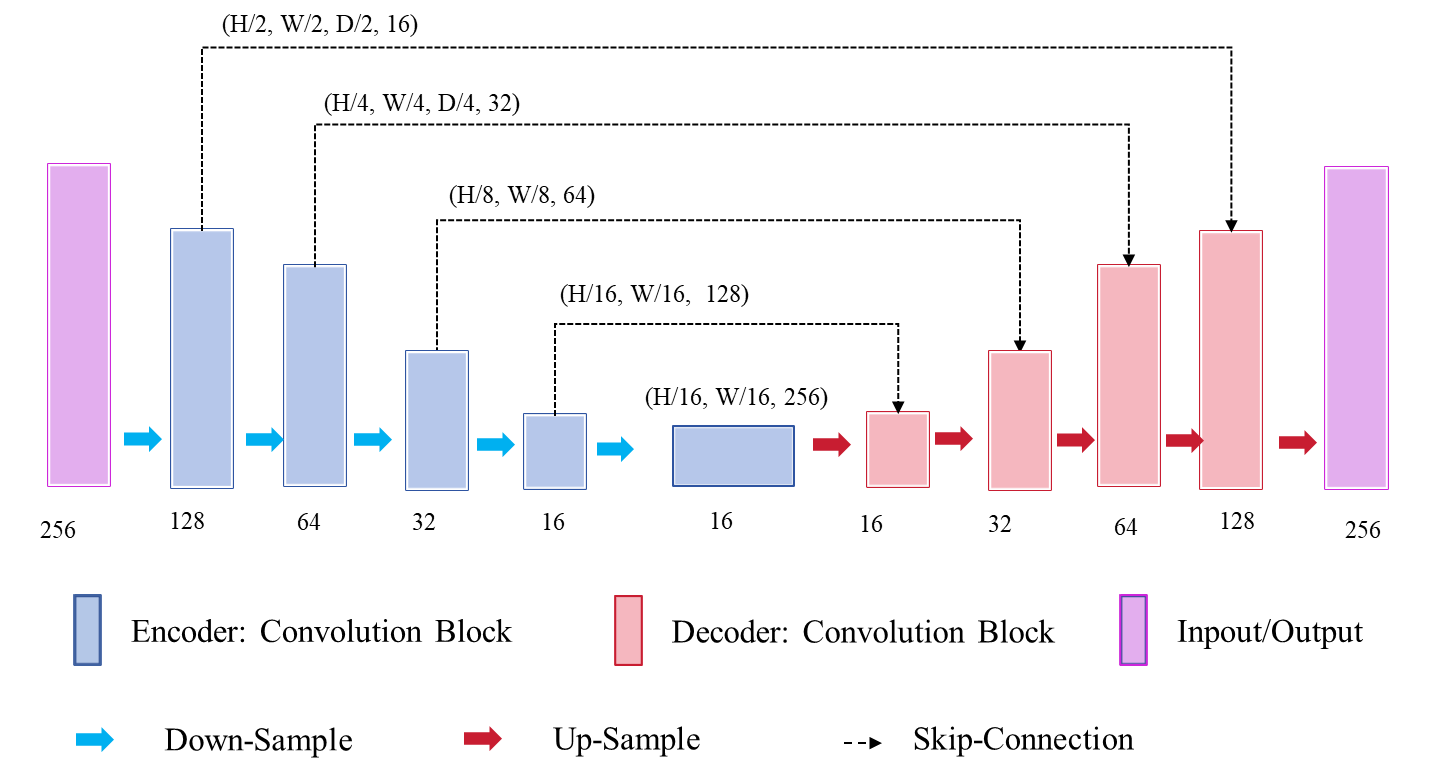 (H/2, W/2, D/2, 16)
(H/4, W/4, D/4, 32)
(H/8, W/8, 64)
(H/16, W/16, 128)
(H/16, W/16, 256)
256 128 64 32 16 16 16 32 64 128 256
Encoder: Convolution Block Decoder: Convolution Block Inpout/Output
Down-Sample Up-Sample Skip-Connection